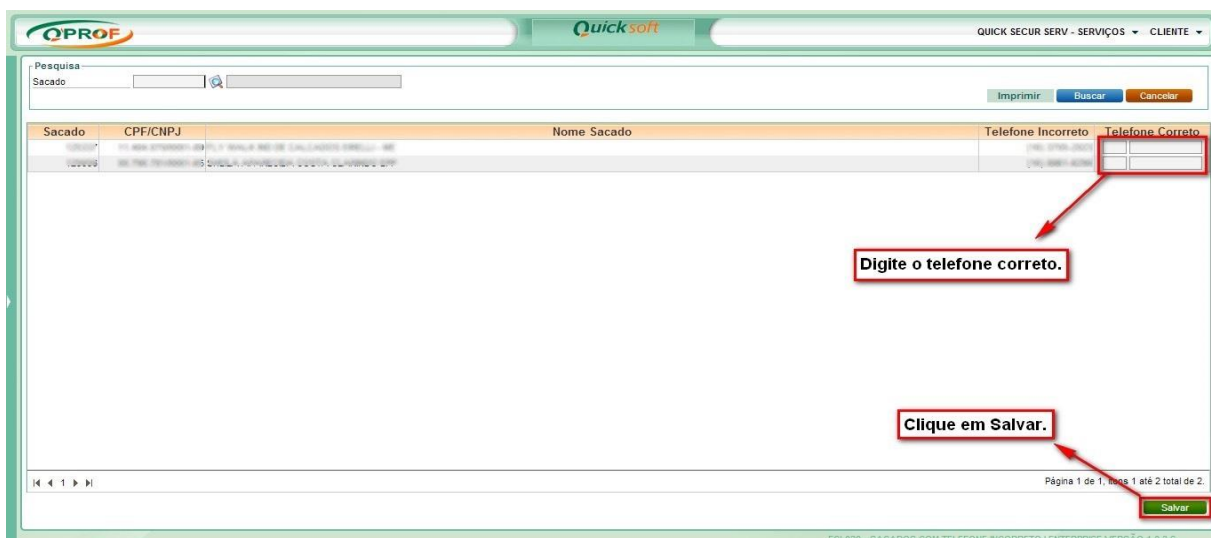 QPROF
Quicksoft
QUICK SECUR SERV - SERVIÇOS CLIENTE
Pesquisa
Sacado
Imprimir Buscar Cancelar
Sacado CPF/CNPJ Nome Sacado Telefone Incorreto Telefone Correto
Digite o telefone correto.
Clique em Salvar.
1
Página 1 de 1, itens 1 até 2 total de 2.
Salvar